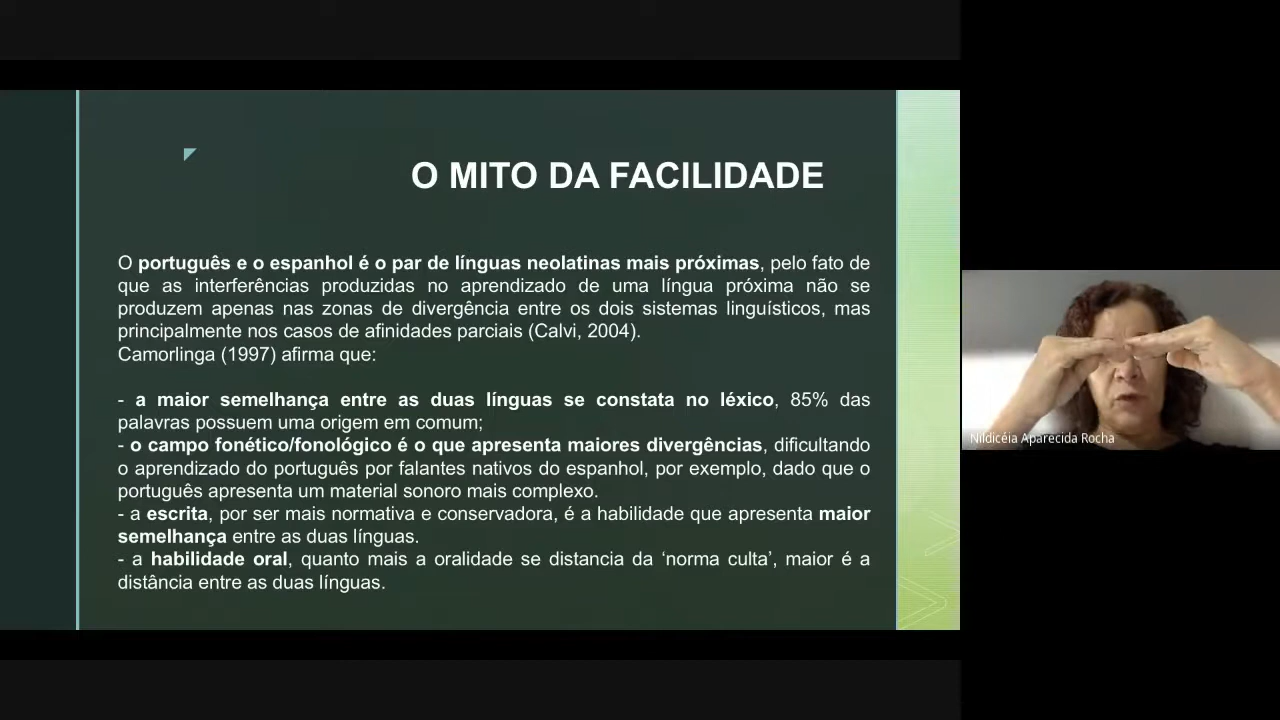 O MITO DA FACILIDADE
O português e o espanhol é o par de línguas neolatinas mais próximas, pelo fato de
que as interferências produzidas no aprendizado de uma língua próxima não se
produzem apenas nas zonas de divergência entre os dois sistemas linguísticos, mas
principalmente nos casos de afinidades parciais (Calvi, 2004).
Camorlinga (1997) afirma que:
- a maior semelhança entre as duas línguas se constata no léxico, 85% das
palavras possuem uma origem em comum;
- o campo fonético/fonológico é o que apresenta maiores divergências, dificultando
o aprendizado do português por falantes nativos do espanhol, por exemplo, dado que o
português apresenta um material sonoro mais complexo.
- a escrita, por ser mais normativa e conservadora, é a habilidade que apresenta maior
semelhança entre as duas línguas.
- a habilidade oral, quanto mais a oralidade se distancia da ‘norma culta’, maior é a
distância entre as duas línguas.
Nildicéia Aparecida Rocha